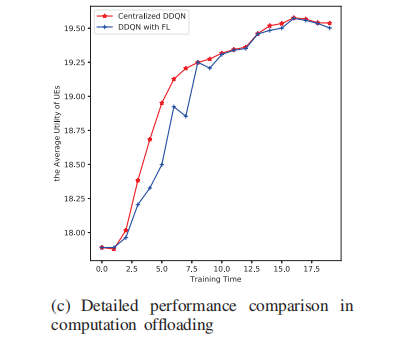 Centralized DDQN
DDQN with FL
19.50
19.25
19.00
18.75
18.50
18.25
18.00
the Average Utility of UEs
0.0 2.5 5.0 7.5 10.0 12.5 15.0 17.5
Training Time
(c) Detailed performance comparison in
computation offloading